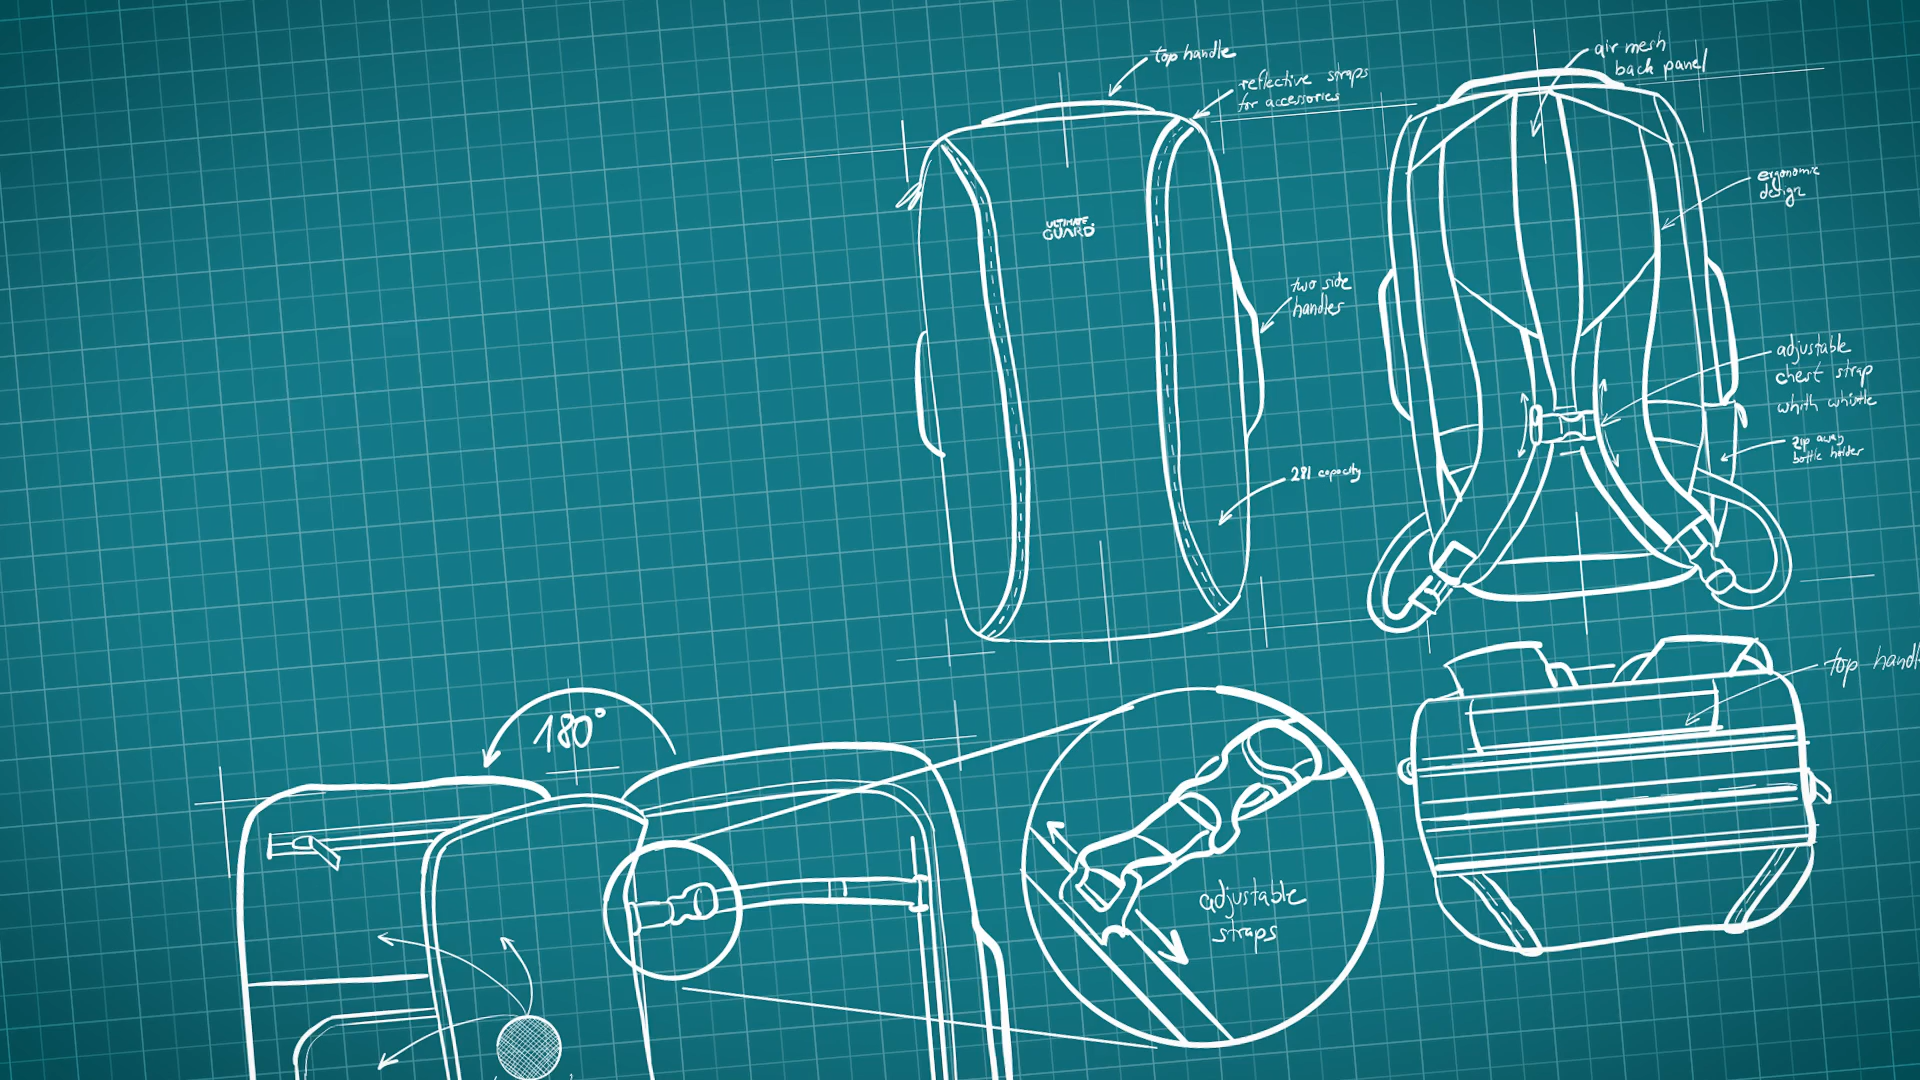 top handle
reflective straps
for accessories
air mesh
back panel
ergonomic
design
ULTIMATE
GUARD
two side
handles
adjustable
chest strap
whith whistle
zip away
bottle holder
28l capacity
top handle
180°
adjustable
straps